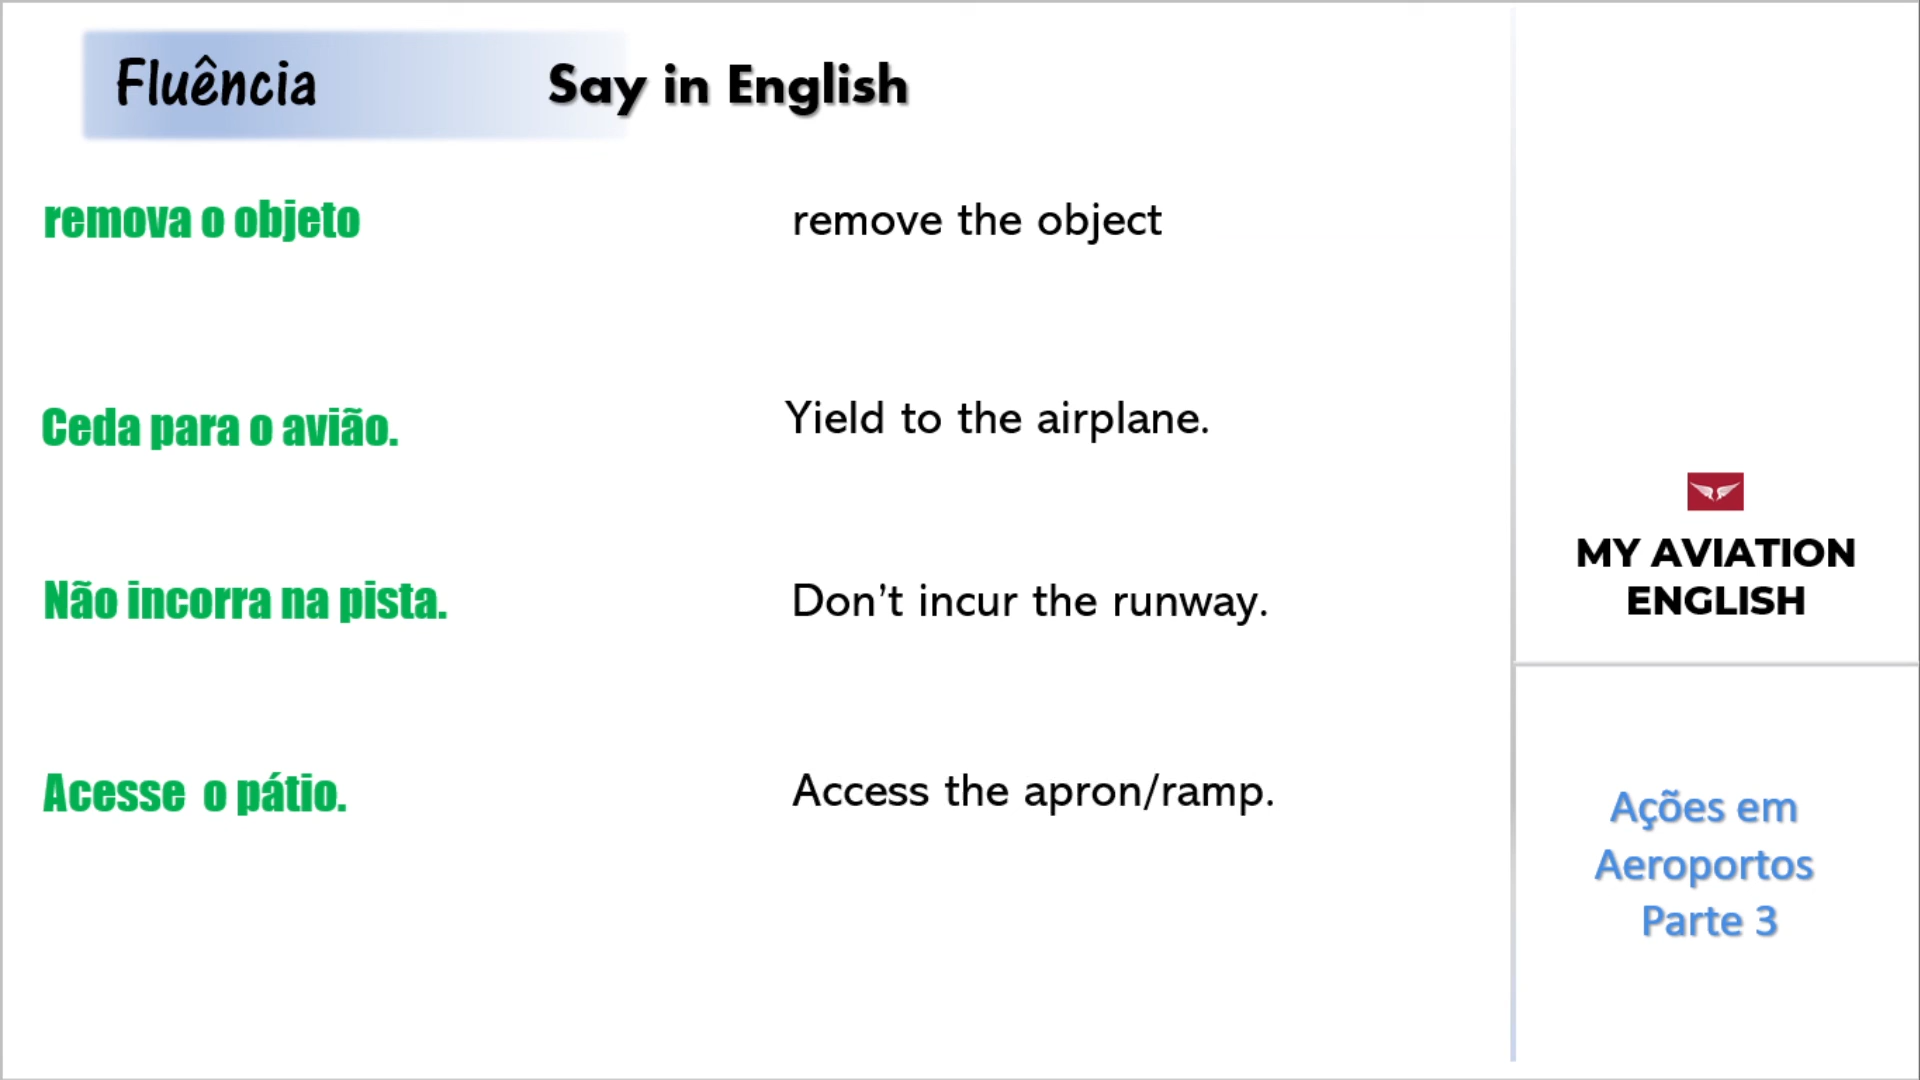 Fluência
Say in English
remova o objeto
remove the object
Ceda para o avião.
Yield to the airplane.
Não incorra na pista.
Don’t incur the runway.
Acesse  o pátio.
Access the apron/ramp.
MY AVIATION
ENGLISH
Ações em
Aeroportos
Parte 3